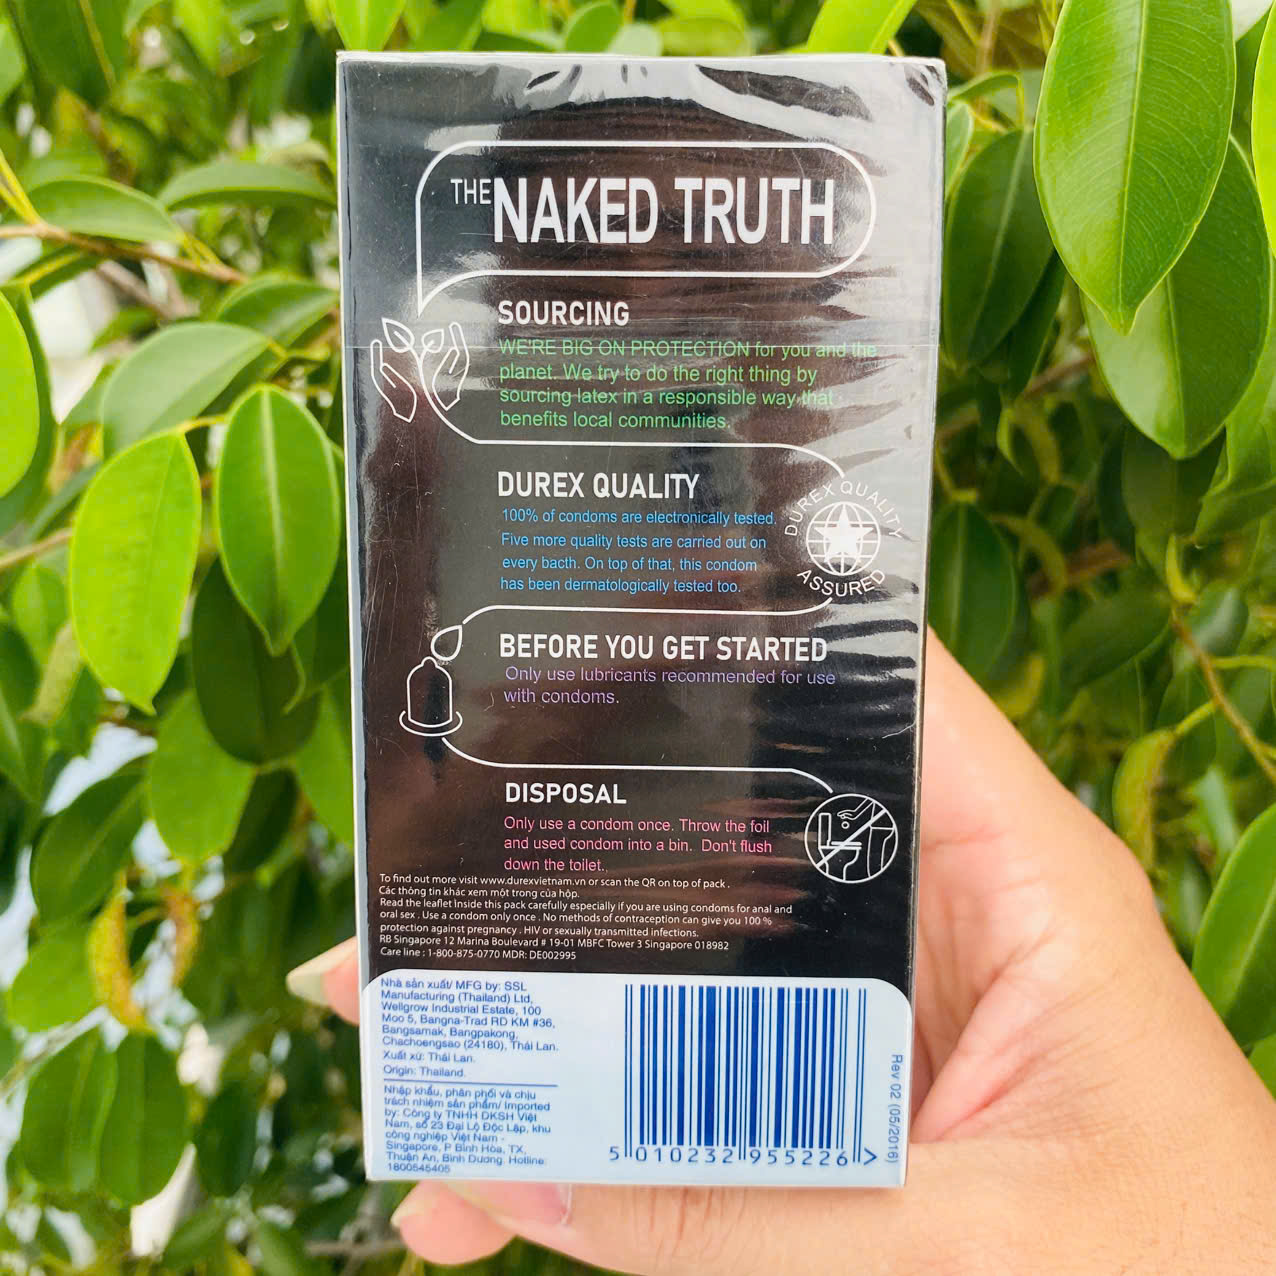 THE NAKED TRUTH
SOURCING
WE'RE BIG ON PROTECTION for you and the
planet. We try to do the right thing by
sourcing latex in a responsible way that
benefits local communities.
DUREX QUALITY
100% of condoms are electronically tested.
Five more quality tests are carried out on
every bacth. On top of that, this condom
has been dermatologically tested too.
DUREX QUALITY
ASSURED
BEFORE YOU GET STARTED
Only use lubricants recommended for use
with condoms.
DISPOSAL
Only use a condom once. Throw the foil
and used condom into a bin. Don't flush
down the toilet.
To find out more visit www.durexvietnam.vn or scan the QR on top of pack .
Các thông tin khác xem một trong của hộp.
Read the leaflet Inside this pack carefully especially if you are using condoms for anal and
oral sex . Use a condom only once . No methods of contraception can give you 100 %
protection against pregnancy . HIV or sexually transmitted infections.
RB Singapore 12 Marina Boulevard # 19-01 MBFC Tower 3 Singapore 018982
Care line : 1-800-875-0770 MDR: DE002995
Nhà sản xuất/ MFG by: SSL
Manufacturing (Thailand) Ltd,
Wellgrow Industrial Estate, 100
Moo 5, Bangna-Trad RD KM #36,
Bangsamak, Bangpakong,
Chachoengsao (24180), Thái Lan.
Xuất xứ: Thái Lan.
Origin: Thailand.
Nhập khẩu, phân phối và chịu
trách nhiệm sản phẩm/ Imported
by: Công ty TNHH DKSH Việt
Nam, số 23 Đại Lộ Độc Lập, khu
công nghiệp Việt Nam -
Singapore, P Bình Hòa, TX,
Thuận An, Bình Dương. Hotline:
1800545405
5 010232 955226 >
Rev 02 (05/2016)